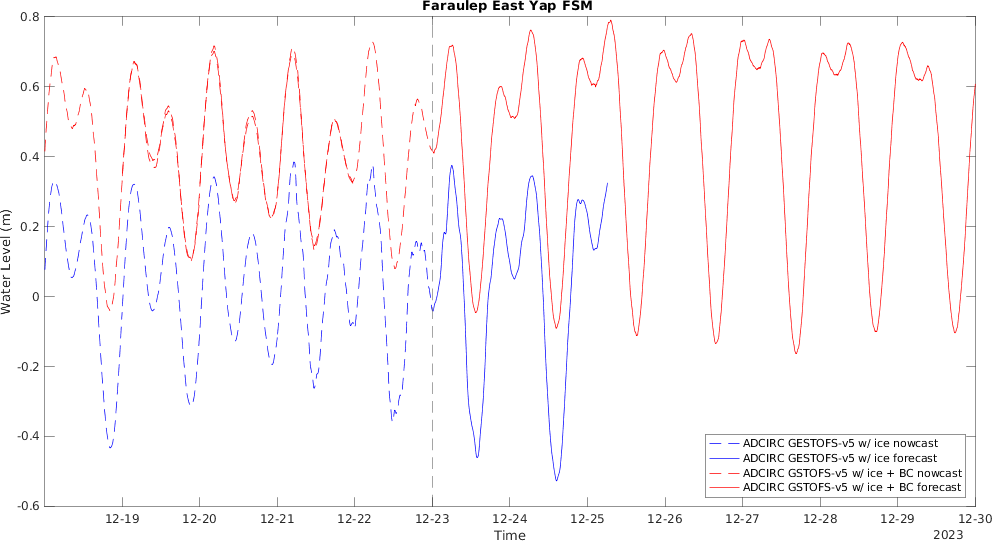 Faraulep East Yap FSM
0.8
0.6
0.4
0.2
0
-0.2
-0.4
-0.6
Water Level (m)
12-19 12-20 12-21 12-22 12-23 12-24 12-25 12-26 12-27 12-28 12-29 12-30
Time
2023
ADCIRC GESTOFS-v5 w/ ice nowcast
ADCIRC GESTOFS-v5 w/ ice forecast
ADCIRC GSTOFS-v5 w/ ice + BC nowcast
ADCIRC GSTOFS-v5 w/ ice + BC forecast